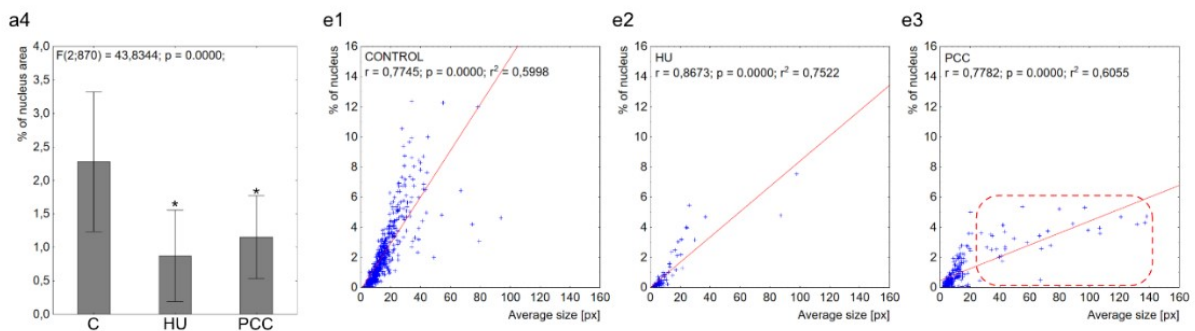 a4
% of nucleus area
4,0
3,5
3,0
2,5
2,0
1,5
1,0
0,5
0,0
F(2;870) = 43,8344; p = 0.0000;
*
*
C HU PCC
e1
% of nucleus
16
14
12
10
8
6
4
2
0
CONTROL
r = 0,7745; p = 0.0000; r² = 0,5998
0 20 40 60 80 100 120 140 160
Average size [px]
e2
% of nucleus
16
14
12
10
8
6
4
2
0
HU
r = 0,8673; p = 0.0000; r² = 0,7522
0 20 40 60 80 100 120 140 160
Average size [px]
e3
% of nucleus
16
14
12
10
8
6
4
2
0
PCC
r = 0,7782; p = 0.0000; r² = 0,6055
0 20 40 60 80 100 120 140 160
Average size [px]